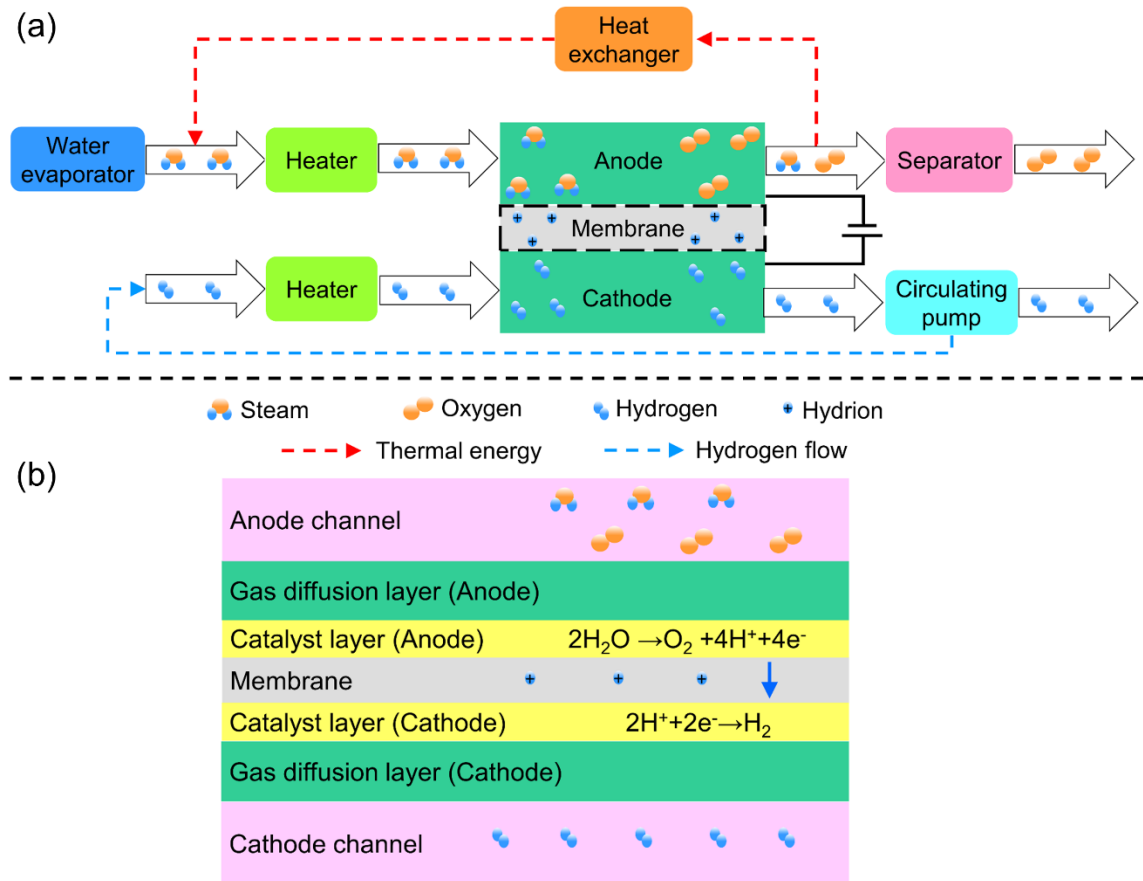 (a)
Heat
exchanger
Water
evaporator
Heater
Anode
Separator
Membrane
Heater
Cathode
Circulating
pump
Steam
Oxygen
Hydrogen
Hydrion
Thermal energy
Hydrogen flow
(b)
Anode channel
Gas diffusion layer (Anode)
Catalyst layer (Anode) 2H₂O →O₂ +4H⁺+4e⁻
Membrane
Catalyst layer (Cathode) 2H⁺+2e⁻→H₂
Gas diffusion layer (Cathode)
Cathode channel